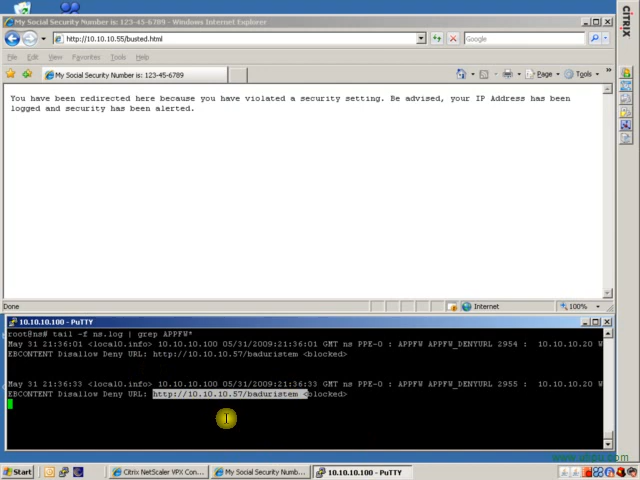 CITRIX
My Social Security Number is: 123-45-6789 - Windows Internet Explorer
http://10.10.10.55/busted.html
Google
File Edit View Favorites Tools Help
My Social Security Number is: 123-45-6789
Page Tools
You have been redirected here because you have violated a security setting. Be advised, your IP Address has been
logged and security has been alerted.
Done
Internet
100%
10.10.10.100 - PuTTY
root@ns# tail -f ns.log | grep APPFW*
May 31 21:36:01 <local0.info> 10.10.10.100 05/31/2009:21:36:01 GMT ns PPE-0 : APPFW APPFW_DENYURL 2954 : 10.10.10.20 W
EBCONTENT Disallow Deny URL: http://10.10.10.57/baduristem <blocked>
May 31 21:36:33 <local0.info> 10.10.10.100 05/31/2009:21:36:33 GMT ns PPE-0 : APPFW APPFW_DENYURL 2955 : 10.10.10.20 W
EBCONTENT Disallow Deny URL: http://10.10.10.57/baduristem <blocked>
Start
Citrix NetScaler VPX Con...
My Social Security Numb...
10.10.10.100 - PuTTY